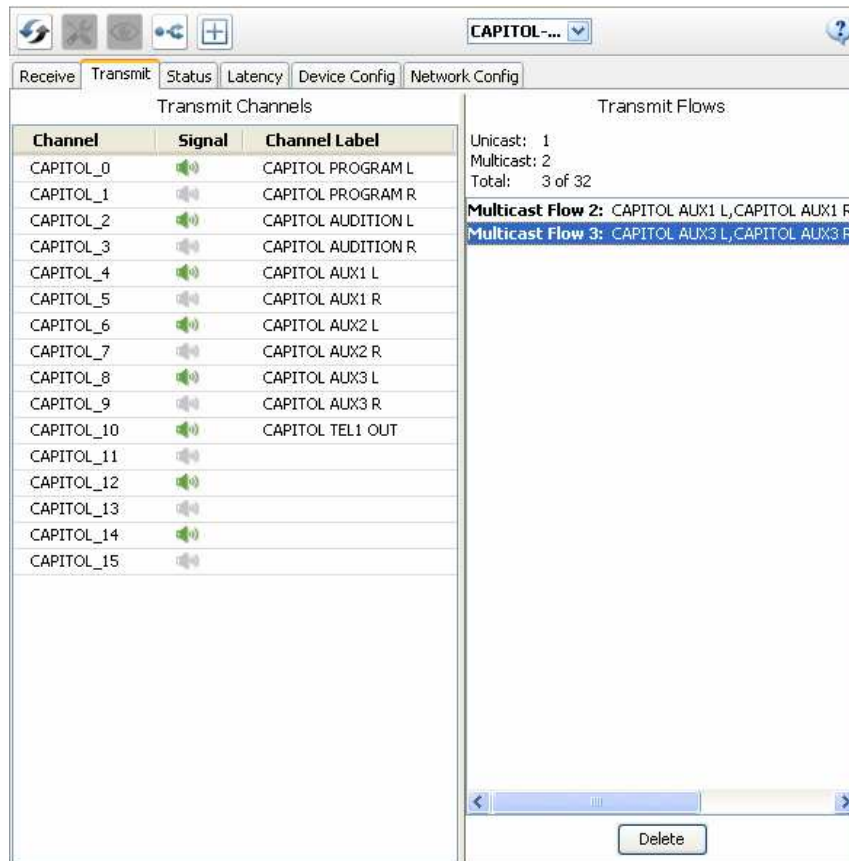 CAPITOL-...
?
Receive Transmit Status Latency Device Config Network Config
Transmit Channels
Channel Signal Channel Label
CAPITOL_0 CAPITOL PROGRAM L
CAPITOL_1 CAPITOL PROGRAM R
CAPITOL_2 CAPITOL AUDITION L
CAPITOL_3 CAPITOL AUDITION R
CAPITOL_4 CAPITOL AUX1 L
CAPITOL_5 CAPITOL AUX1 R
CAPITOL_6 CAPITOL AUX2 L
CAPITOL_7 CAPITOL AUX2 R
CAPITOL_8 CAPITOL AUX3 L
CAPITOL_9 CAPITOL AUX3 R
CAPITOL_10 CAPITOL TEL1 OUT
CAPITOL_11
CAPITOL_12
CAPITOL_13
CAPITOL_14
CAPITOL_15
Transmit Flows
Unicast: 1
Multicast: 2
Total: 3 of 32
Multicast Flow 2: CAPITOL AUX1 L,CAPITOL AUX1 R
Multicast Flow 3: CAPITOL AUX3 L,CAPITOL AUX3 R
Delete